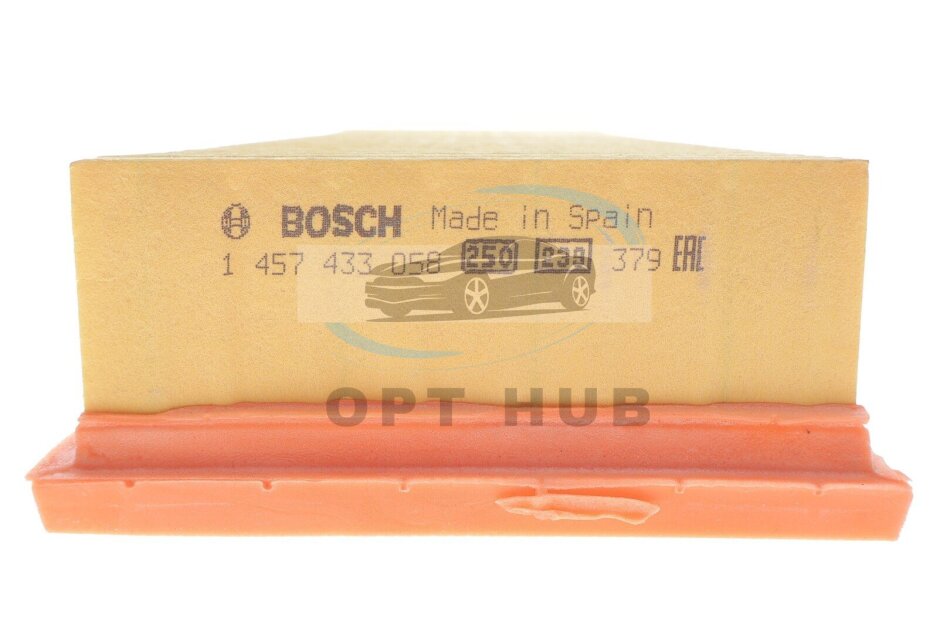 BOSCH Made in Spain
1 457 433 058 250 238 379 EAC
OPT HUB